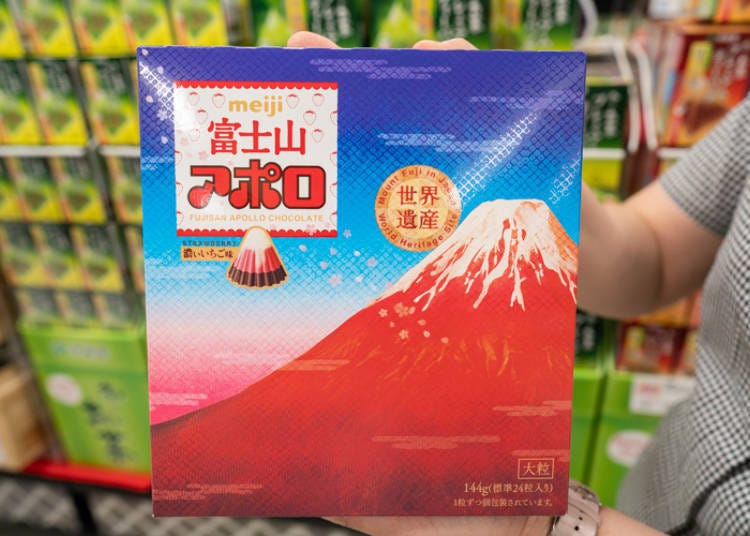 meiji
富士山
アポロ
FUJISAN APOLLO CHOCOLATE
STRAWBERRY
濃いいちご味
Mount Fuji in Japan
世界
遺産
World Heritage Site
大粒
144g(標準24粒入り)
1粒ずつ個包装されています。